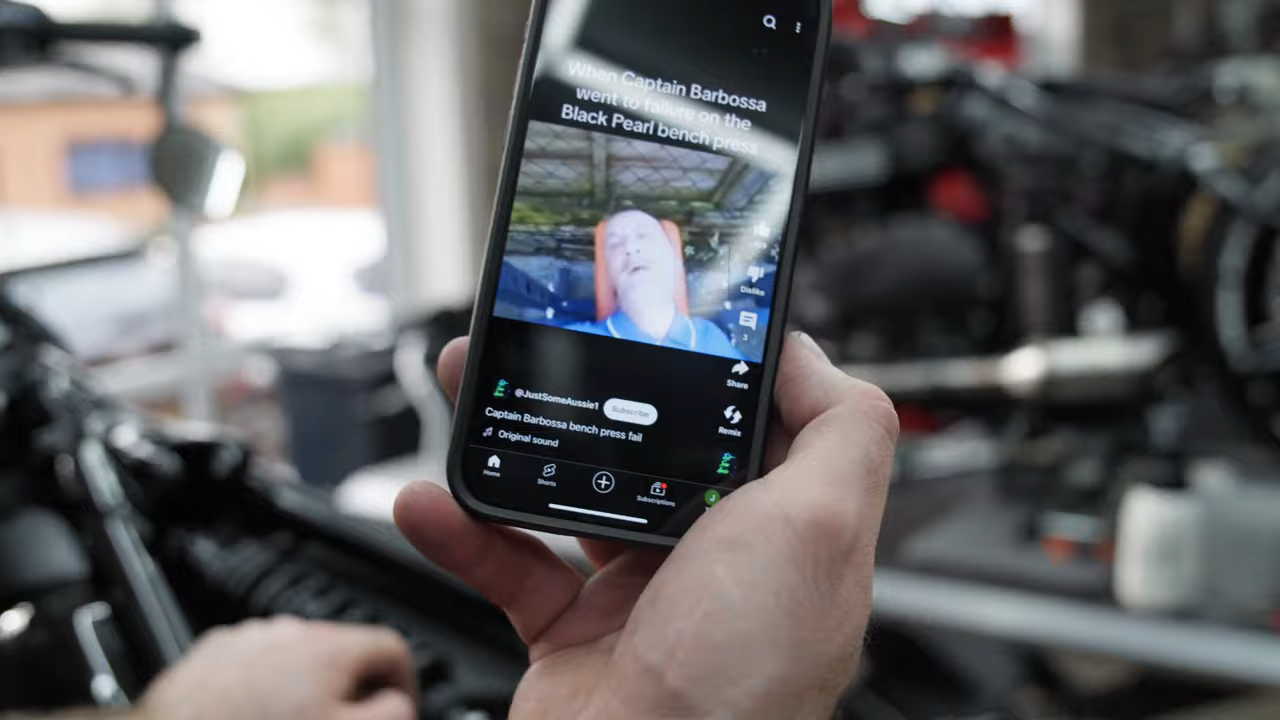 When Captain Barbossa
went to failure on the
Black Pearl bench press
Dislike
3
Share
@JustSomeAussie1 Subscribe
Captain Barbossa bench press fail
Original sound
Remix
Home
Shorts
Subscriptions
J